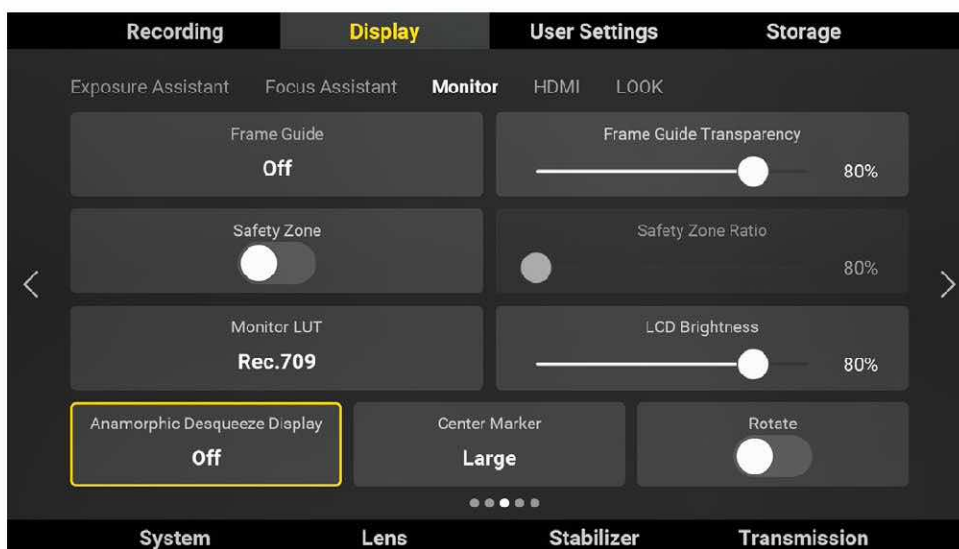 Recording Display User Settings Storage
Exposure Assistant Focus Assistant Monitor HDMI LOOK
Frame Guide Frame Guide Transparency
Off 80%
Safety Zone Safety Zone Ratio
80%
Monitor LUT LCD Brightness
Rec.709 80%
Anamorphic Desqueeze Display Center Marker Rotate
Off Large
System Lens Stabilizer Transmission